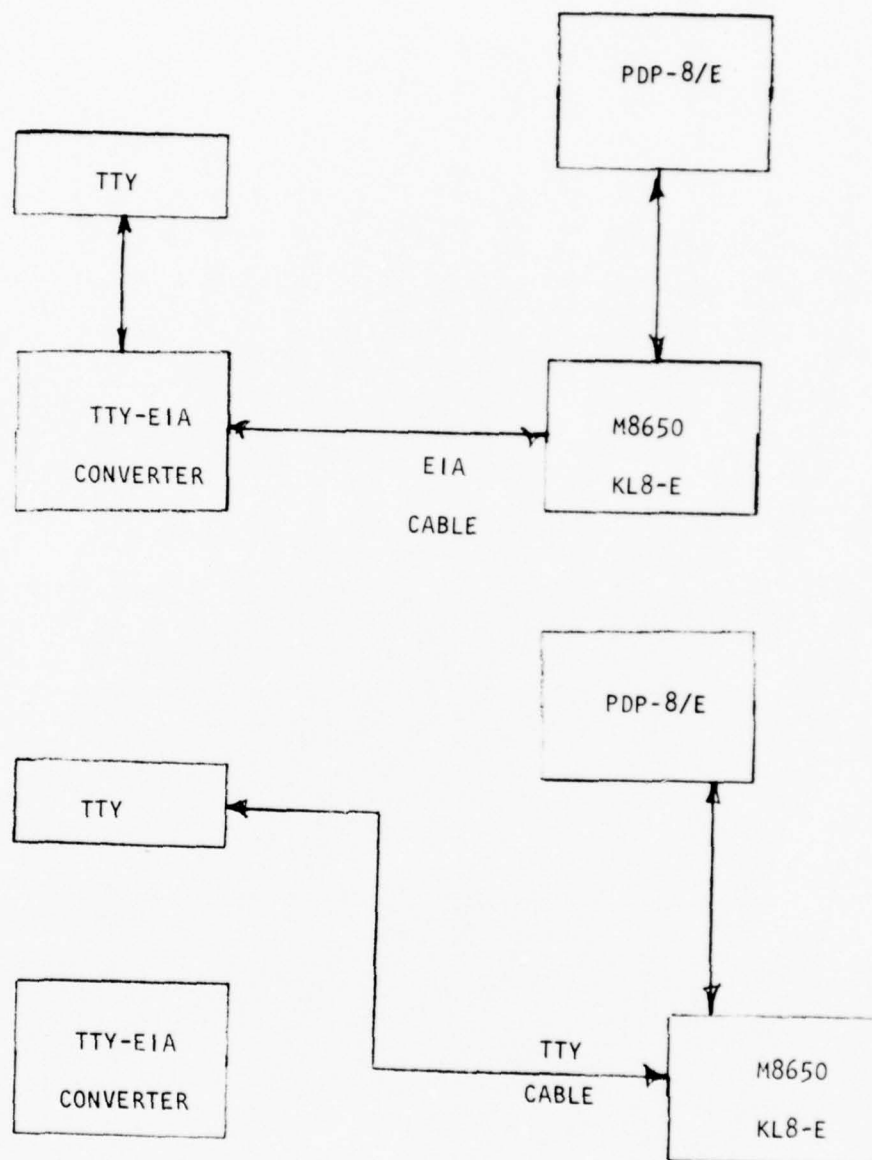 PDP-8/E
TTY
TTY-EIA
CONVERTER
EIA
CABLE
M8650
KL8-E
PDP-8/E
TTY
TTY-EIA
CONVERTER
TTY
CABLE
M8650
KL8-E